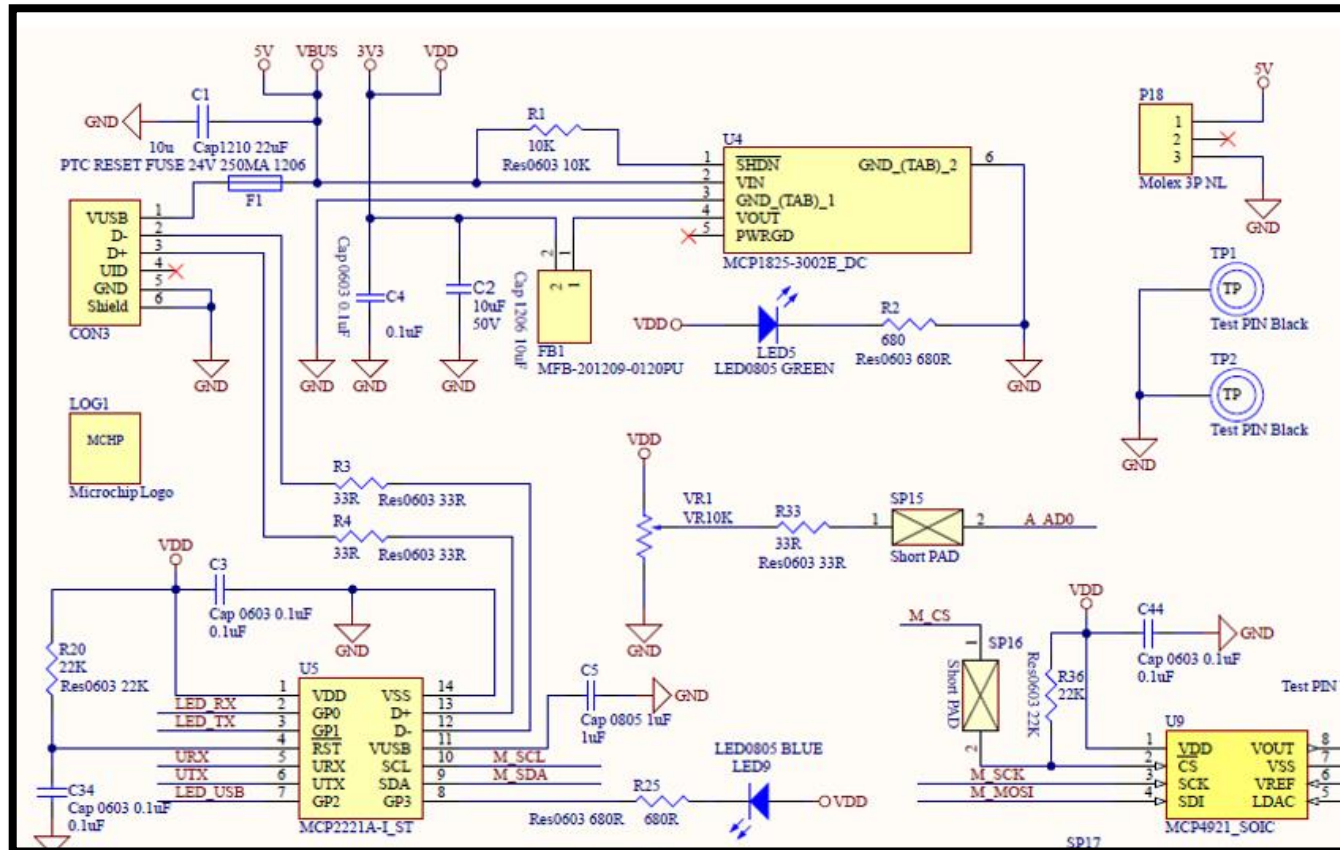 5V
VBUS
3V3
VDD
C1
GND
10u
Cap1210 22uF
PTC RESET FUSE 24V 250MA 1206
F1
VUSB
D-
D+
UID
GND
Shield
1
2
3
4
5
6
CON3
GND
R1
10K
Res0603 10K
U4
1
2
3
4
5
SHDN
VIN
GND_(TAB)_1
VOUT
PWRGD
GND_(TAB)_2
6
MCP1825-3002E_DC
Cap 0603 0.1uF
C4
0.1uF
C2
10uF
50V
Cap 1206 10uF
2
1
2
1
FB1
MFB-201209-0120PU
GND
GND
GND
VDD
LED5
LED0805 GREEN
R2
680
Res0603 680R
GND
P18
1
2
3
Molex 3P NL
5V
GND
TP1
TP
Test PIN Black
TP2
TP
Test PIN Black
GND
LOG1
MCHP
Microchip Logo
R3
33R
Res0603 33R
R4
33R
Res0603 33R
VDD
VR1
VR10K
R33
33R
Res0603 33R
SP15
1
2
Short PAD
A_AD0
GND
VDD
C3
Cap 0603 0.1uF
0.1uF
GND
R20
22K
Res0603 22K
U5
LED_RX
LED_TX
URX
UTX
LED_USB
1
2
3
4
5
6
7
VDD
GP0
GP1
RST
URX
UTX
GP2
VSS
D+
D-
VUSB
SCL
SDA
GP3
14
13
12
11
10
9
8
MCP2221A-I_ST
C34
Cap 0603 0.1uF
0.1uF
C5
GND
Cap 0805 1uF
1uF
M_SCL
M_SDA
LED0805 BLUE
LED9
R25
Res0603 680R
680R
VDD
M_CS
1
SP16
Short PAD
2
Res0603 22K
R36
22K
VDD
C44
GND
Cap 0603 0.1uF
0.1uF
Test PIN
U9
M_SCK
M_MOSI
1
2
3
4
VDD
CS
SCK
SDI
VOUT
VSS
VREF
LDAC
8
7
6
5
MCP4921_SOIC
SP17